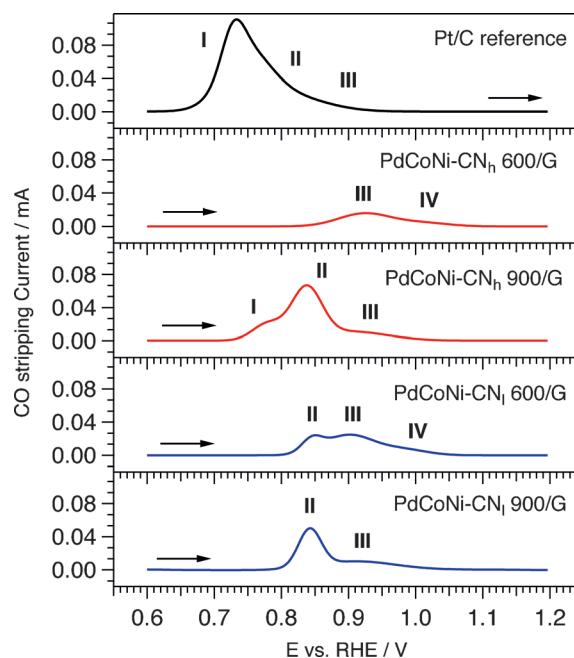 0.08
0.04
0.00
I
II
III
Pt/C reference
0.08
0.04
0.00
III
IV
PdCoNi-CNₕ 600/G
0.08
0.04
0.00
I
II
III
PdCoNi-CNₕ 900/G
0.08
0.04
0.00
II
III
IV
PdCoNi-CNₗ 600/G
0.08
0.04
0.00
II
III
PdCoNi-CNₗ 900/G
CO stripping Current / mA
0.6 0.7 0.8 0.9 1.0 1.1 1.2
E vs. RHE / V